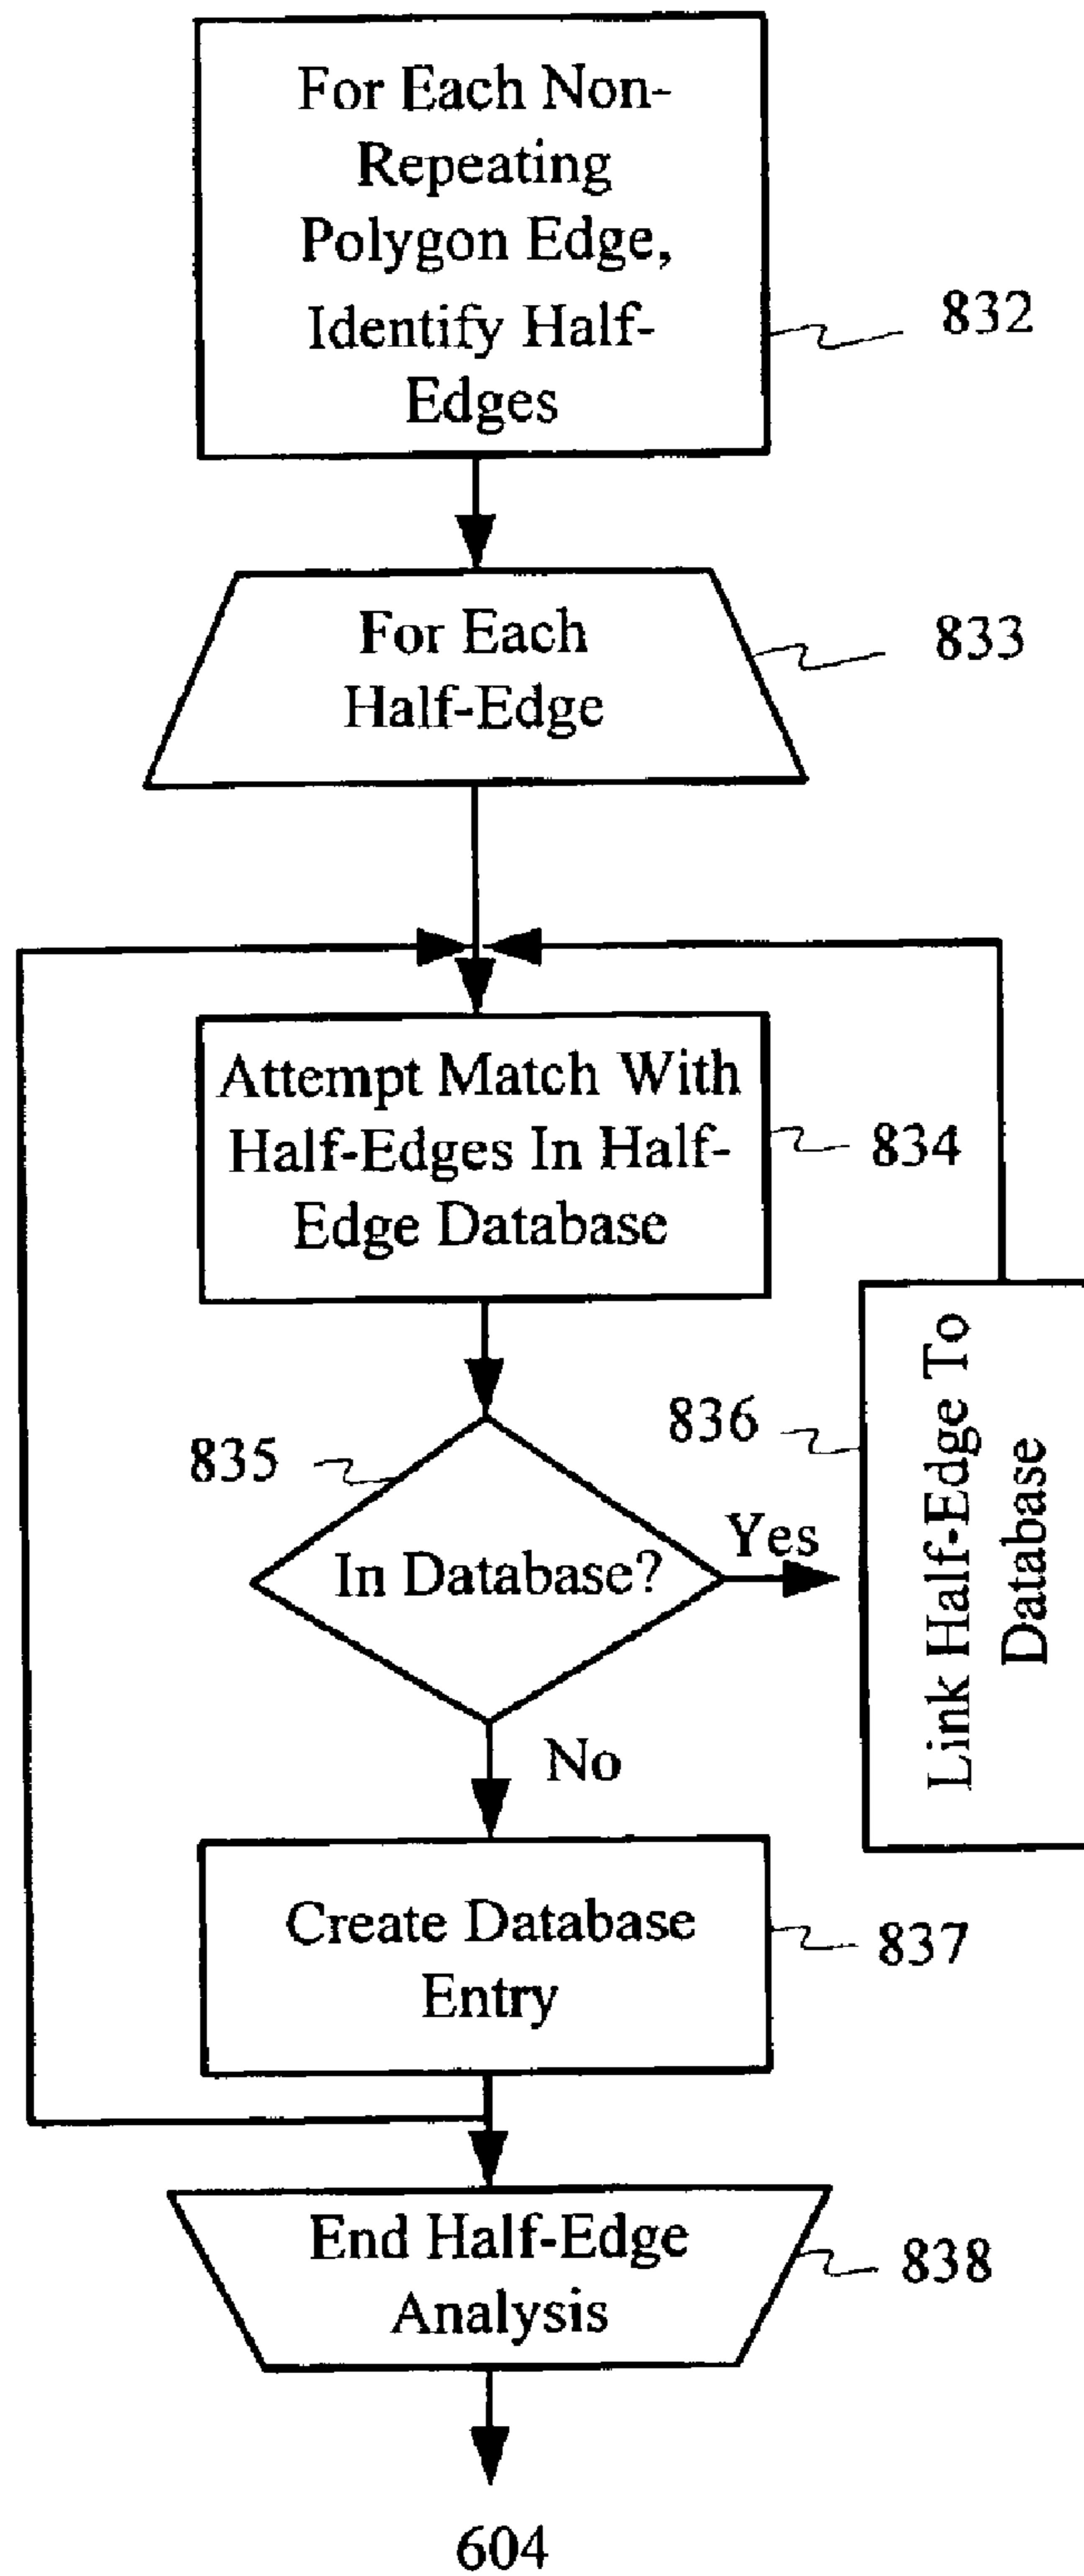 For Each Non-
Repeating
Polygon Edge,
Identify Half-
Edges
832
For Each
Half-Edge
833
Attempt Match With
Half-Edges In Half-
Edge Database
834
835
In Database?
Yes
836
Link Half-Edge To
Database
No
Create Database
Entry
837
End Half-Edge
Analysis
838
604